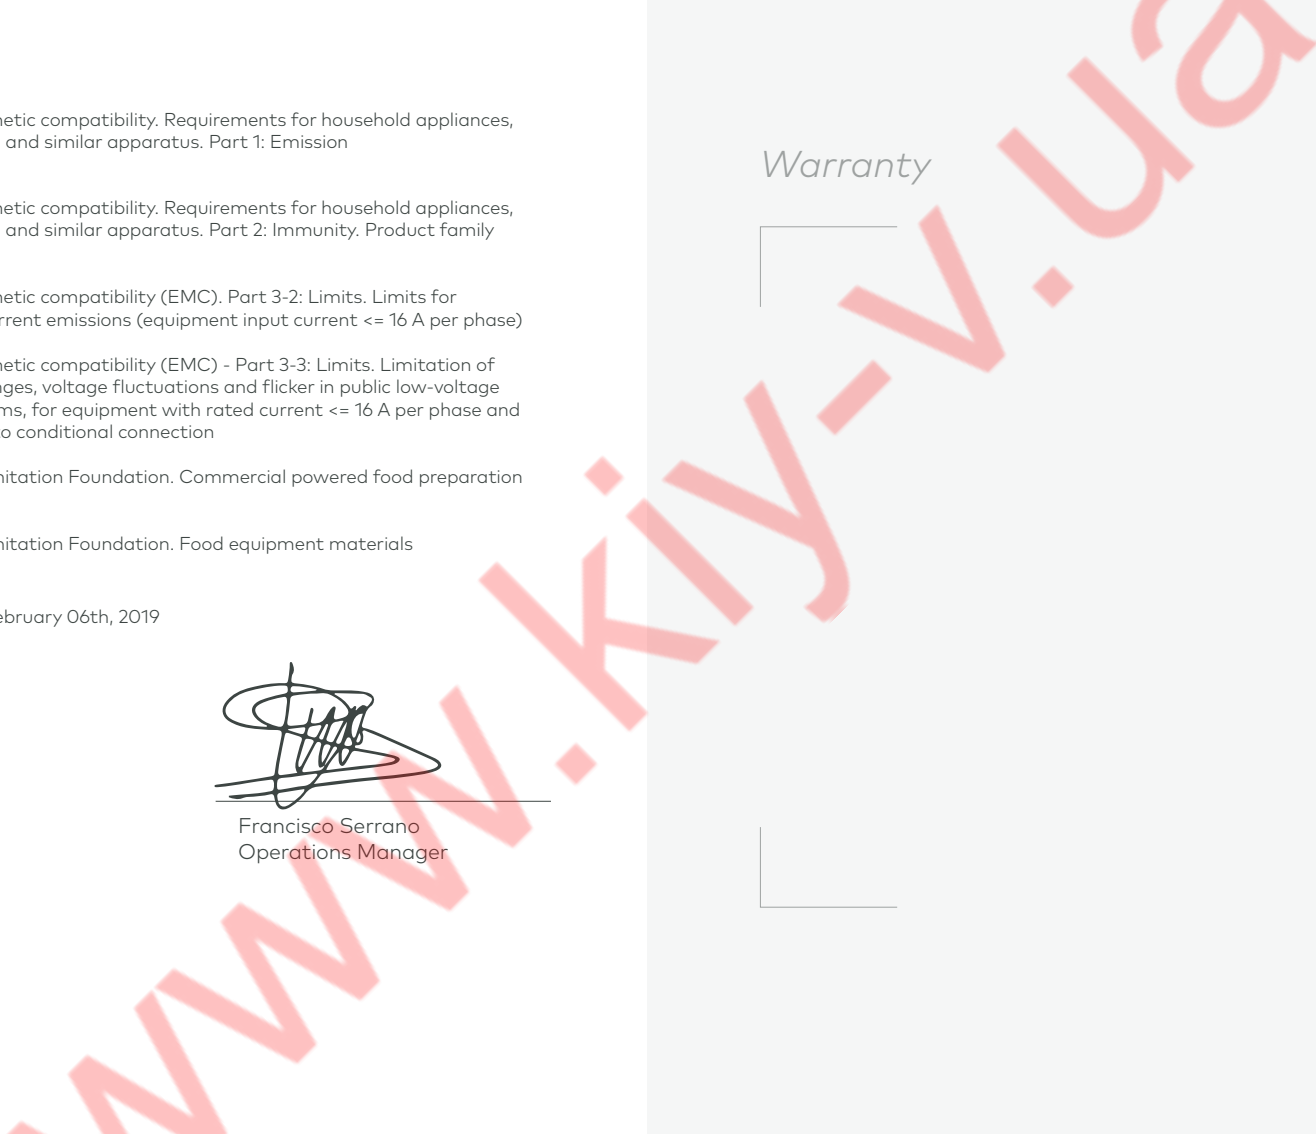 netic compatibility. Requirements for household appliances,
and similar apparatus. Part 1: Emission
netic compatibility. Requirements for household appliances,
and similar apparatus. Part 2: Immunity. Product family
netic compatibility (EMC). Part 3-2: Limits. Limits for
rrent emissions (equipment input current <= 16 A per phase)
netic compatibility (EMC) - Part 3-3: Limits. Limitation of
nges, voltage fluctuations and flicker in public low-voltage
ms, for equipment with rated current <= 16 A per phase and
to conditional connection
nitation Foundation. Commercial powered food preparation
nitation Foundation. Food equipment materials
ebruary 06th, 2019
Francisco Serrano
Operations Manager
Warranty
www.kiy-v.ua